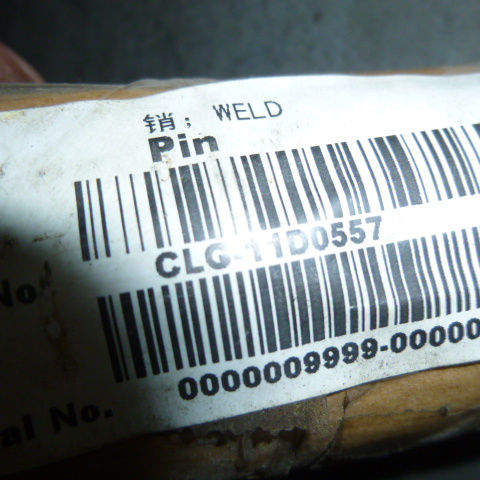 销; WELD
Pin
No
CLG-11D0557
0000009999-00000
al No.